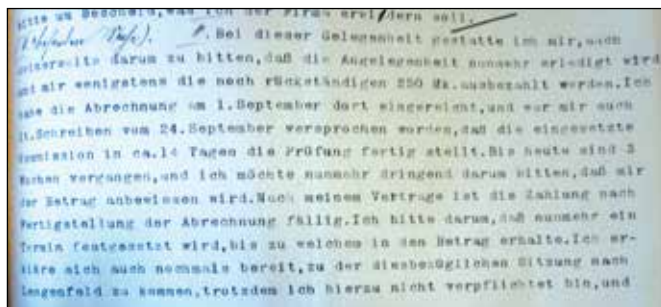 bitte um Bescheid, was ich der Firma erwidern soll.
. Bei dieser Gelegenheit gestatte ich mir, auch
meinerseits darum zu bitten, daß die Angelegenheit nunmehr erledigt wird
und mir wenigstens die noch rückständigen 250 Mk. ausbezahlt werden. Ich
habe die Abrechnung am 1. September dort eingereicht, und war mir auch
lt. Schreiben vom 24. September versprochen worden, daß die eingesetzte
Kommission in ca. 14 Tagen die Prüfung fertig stellt. Bis heute sind 3
Wochen vergangen, und ich möchte nunmehr dringend darum bitten, daß mir
der Betrag anbewiesen wird. Nach meinem Vertrage ist die Zahlung nach
Fertigstellung der Abrechnung fällig. Ich bitte darum, daß nunmehr ein
Termin festgesetzt wird, bis zu welchem in den Betrag erhalte. Ich er-
kläre mich auch nochmals bereit, zu der diesbezüglichen Sitzung nach
Lengenfeld zu kommen, trotzdem ich hierzu nicht verpflichtet bin, und